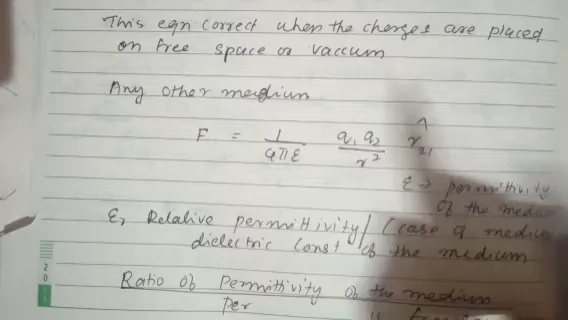 This eqn correct when the charges are placed
on free space or vaccum
Any other medium
F = 1/4πε q1 q2/r² r̂21
ε → permittivity
of the
εr Relative permittivity / (case of
dielectric const of the medium
Ratio of Permittivity of the medium
Per
20